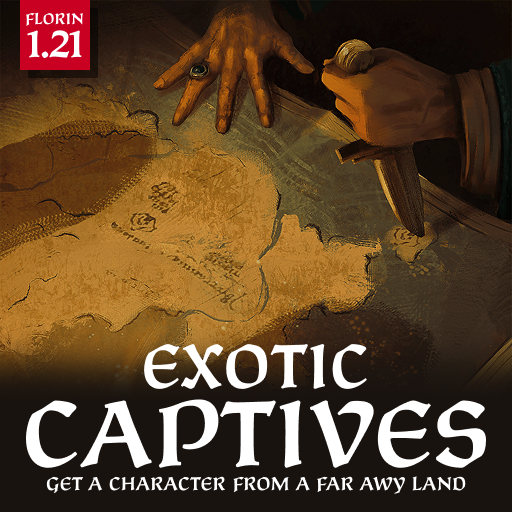 FLORIN
1.21
EXOTIC
CAPTIVES
GET A CHARACTER FROM A FAR AWY LAND